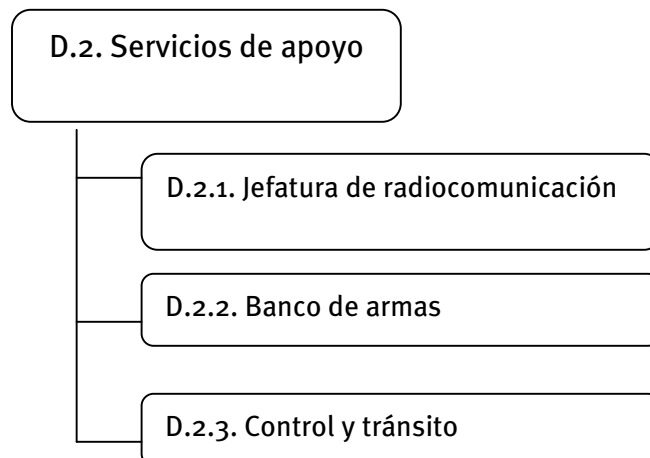 D.2. Servicios de apoyo
D.2.1. Jefatura de radiocomunicación
D.2.2. Banco de armas
D.2.3. Control y tránsito